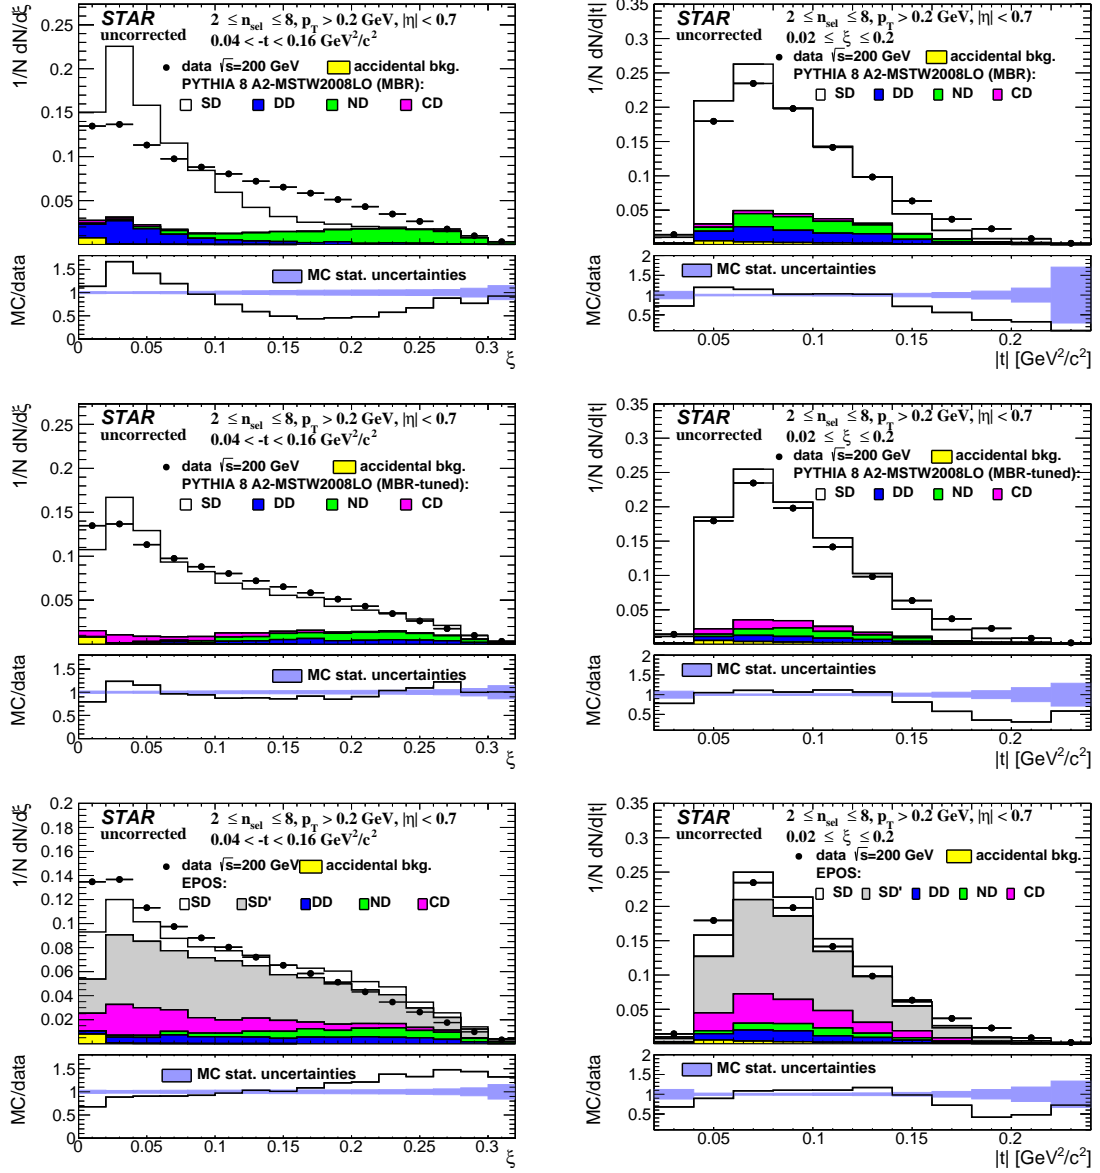 STAR
uncorrected
2 ≤ n_sel ≤ 8, p_T > 0.2 GeV, |η| < 0.7
0.04 < -t < 0.16 GeV²/c²
data √s=200 GeV
accidental bkg.
PYTHIA 8 A2-MSTW2008LO (MBR):
SD DD ND CD
1/N dN/dξ
0.25
0.2
0.15
0.1
0.05
MC stat. uncertainties
MC/data
1.5
1
0.5
0
0 0.05 0.1 0.15 0.2 0.25 0.3
ξ
STAR
uncorrected
2 ≤ n_sel ≤ 8, p_T > 0.2 GeV, |η| < 0.7
0.02 ≤ ξ ≤ 0.2
data √s=200 GeV
accidental bkg.
PYTHIA 8 A2-MSTW2008LO (MBR):
SD DD ND CD
1/N dN/d|t|
0.35
0.3
0.25
0.2
0.15
0.1
0.05
MC stat. uncertainties
MC/data
2
1.5
1
0.5
0.05 0.1 0.15 0.2
|t| [GeV²/c²]
STAR
uncorrected
2 ≤ n_sel ≤ 8, p_T > 0.2 GeV, |η| < 0.7
0.04 < -t < 0.16 GeV²/c²
data √s=200 GeV
accidental bkg.
PYTHIA 8 A2-MSTW2008LO (MBR-tuned):
SD DD ND CD
1/N dN/dξ
0.25
0.2
0.15
0.1
0.05
MC stat. uncertainties
MC/data
1.5
1
0.5
0
0 0.05 0.1 0.15 0.2 0.25 0.3
ξ
STAR
uncorrected
2 ≤ n_sel ≤ 8, p_T > 0.2 GeV, |η| < 0.7
0.02 ≤ ξ ≤ 0.2
data √s=200 GeV
accidental bkg.
PYTHIA 8 A2-MSTW2008LO (MBR-tuned):
SD DD ND CD
1/N dN/d|t|
0.35
0.3
0.25
0.2
0.15
0.1
0.05
MC stat. uncertainties
MC/data
2
1.5
1
0.5
0.05 0.1 0.15 0.2
|t| [GeV²/c²]
STAR
uncorrected
2 ≤ n_sel ≤ 8, p_T > 0.2 GeV, |η| < 0.7
0.04 < -t < 0.16 GeV²/c²
data √s=200 GeV
accidental bkg.
EPOS:
SD SD' DD ND CD
1/N dN/dξ
0.2
0.18
0.16
0.14
0.12
0.1
0.08
0.06
0.04
0.02
MC stat. uncertainties
MC/data
1.5
1
0.5
0
0 0.05 0.1 0.15 0.2 0.25 0.3
ξ
STAR
uncorrected
2 ≤ n_sel ≤ 8, p_T > 0.2 GeV, |η| < 0.7
0.02 ≤ ξ ≤ 0.2
data √s=200 GeV
accidental bkg.
EPOS:
SD SD' DD ND CD
1/N dN/d|t|
0.35
0.3
0.25
0.2
0.15
0.1
0.05
MC stat. uncertainties
MC/data
2
1.5
1
0.5
0.05 0.1 0.15 0.2
|t| [GeV²/c²]